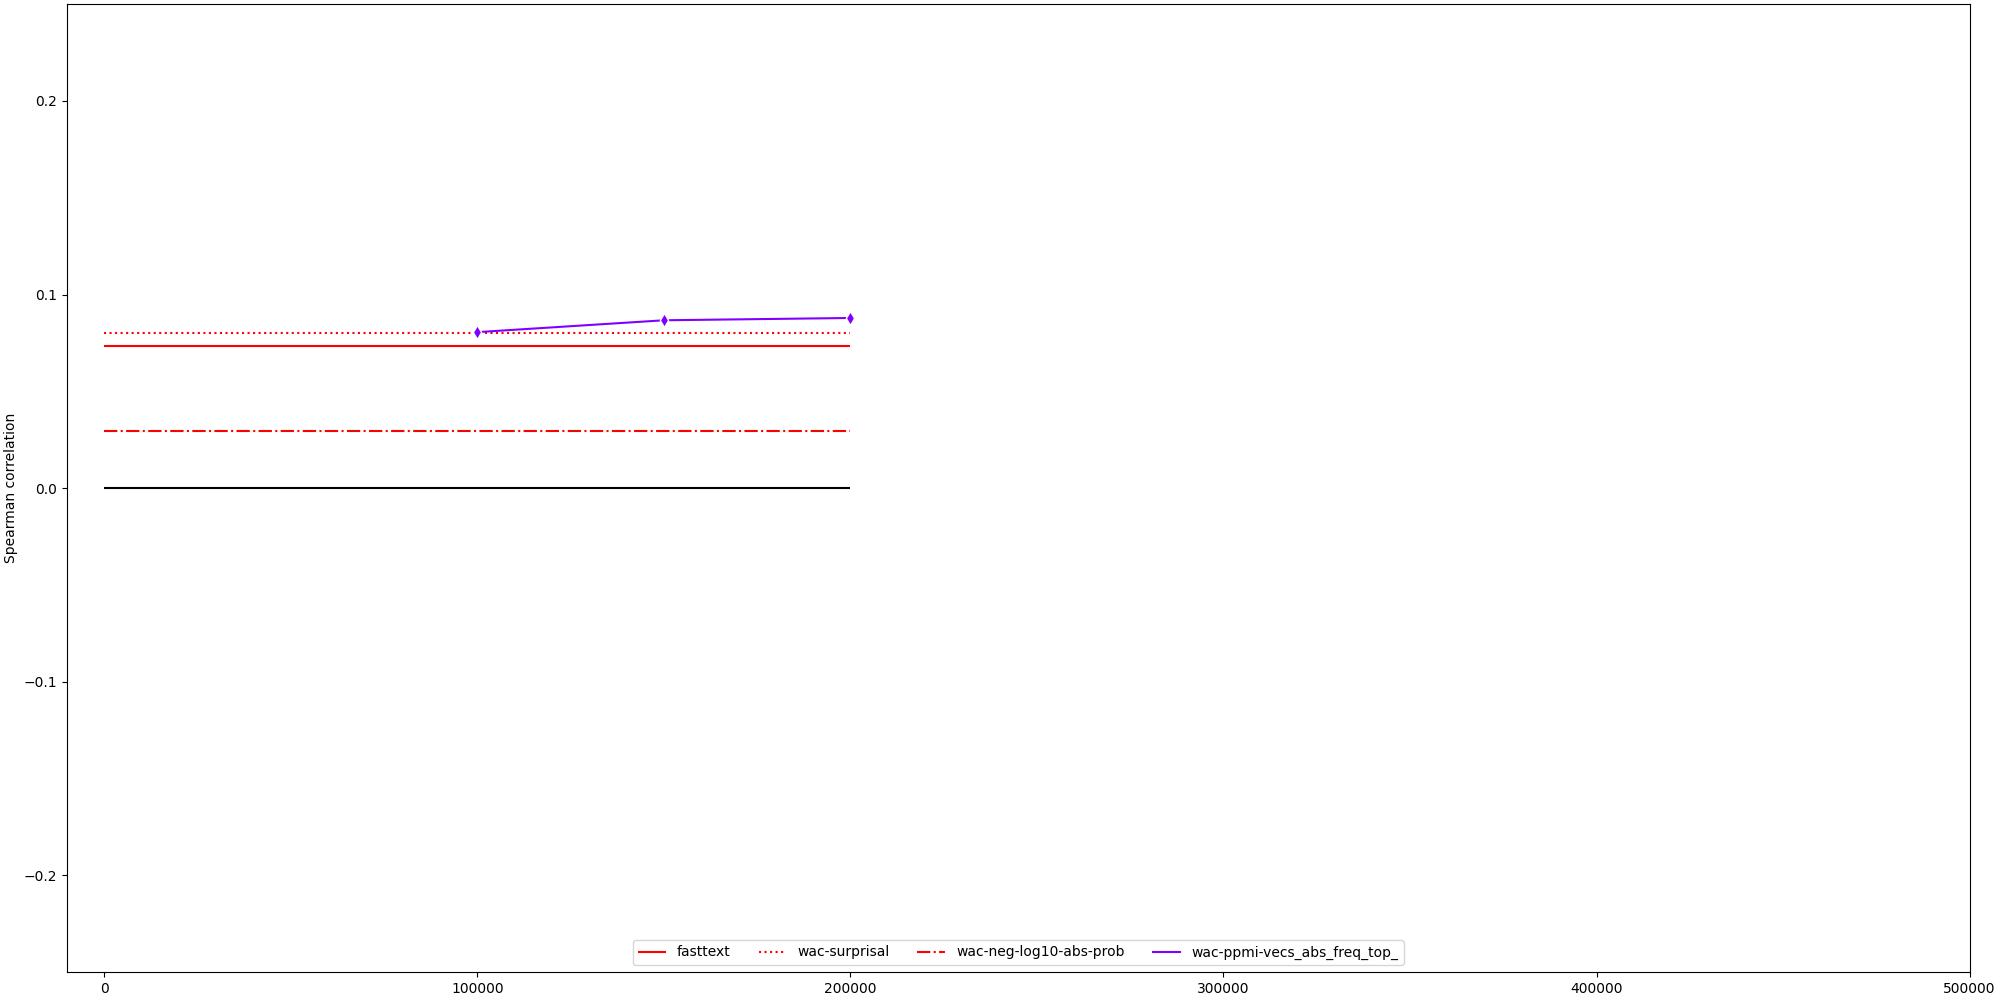 Spearman correlation
0.2
0.1
0.0
−0.1
−0.2
0
100000
200000
300000
400000
500000
fasttext
wac-surprisal
wac-neg-log10-abs-prob
wac-ppmi-vecs_abs_freq_top_